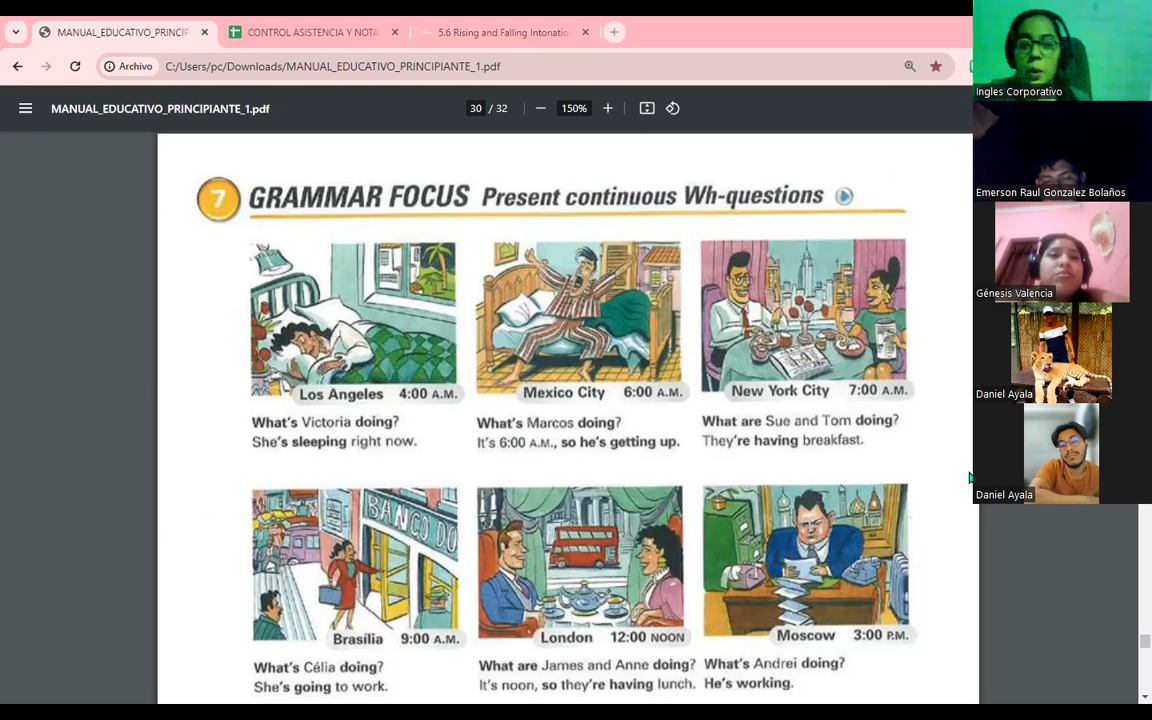 MANUAL_EDUCATIVO_PRINCIP
CONTROL ASISTENCIA Y NOTA
5.6 Rising and Falling Intonation
Archivo
C:/Users/pc/Downloads/MANUAL_EDUCATIVO_PRINCIPIANTE_1.pdf
MANUAL_EDUCATIVO_PRINCIPIANTE_1.pdf
30 / 32
150%
7 GRAMMAR FOCUS Present continuous Wh-questions
Los Angeles 4:00 A.M.
Mexico City 6:00 A.M.
New York City 7:00 A.M.
What's Victoria doing?
She's sleeping right now.
What's Marcos doing?
It's 6:00 A.M., so he's getting up.
What are Sue and Tom doing?
They're having breakfast.
BANCO DO
Brasília 9:00 A.M.
London 12:00 NOON
Moscow 3:00 P.M.
What's Célia doing?
She's going to work.
What are James and Anne doing?
It's noon, so they're having lunch.
What's Andrei doing?
He's working.
Ingles Corporativo
Emerson Raul Gonzalez Bolaños
Génesis Valencia
Daniel Ayala
Daniel Ayala